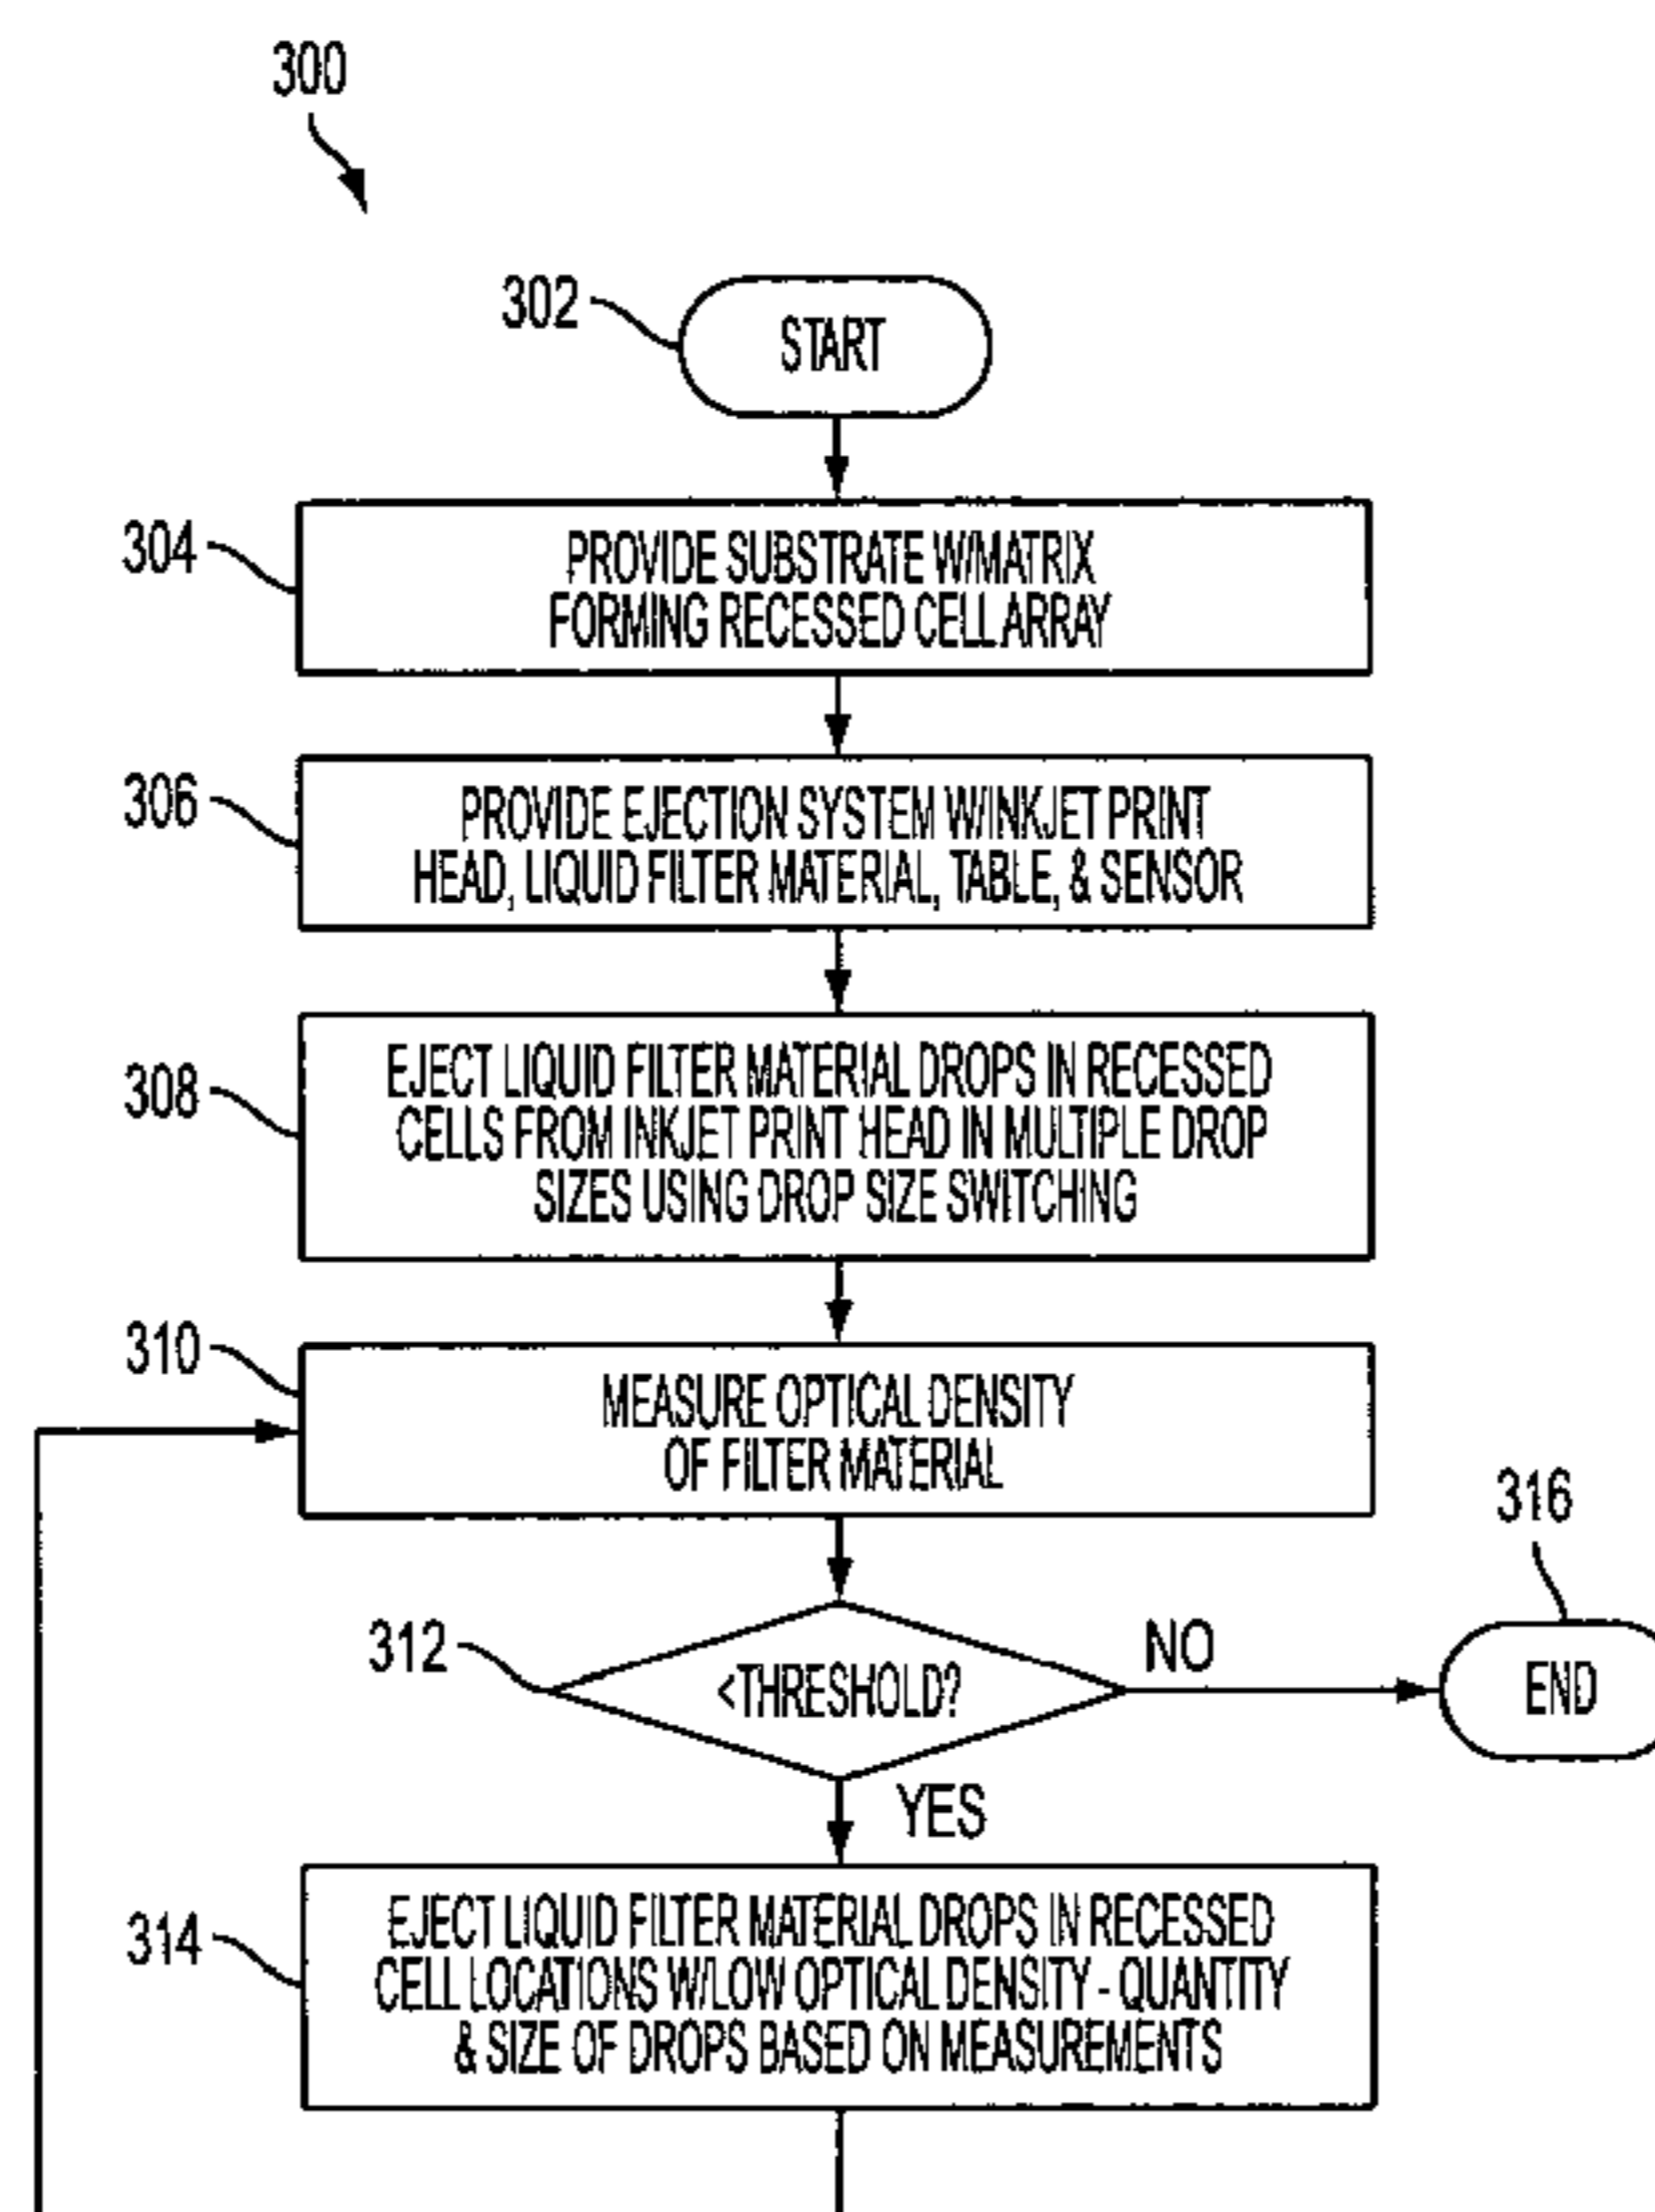 300
302
START
304
PROVIDE SUBSTRATE W/MATRIX
FORMING RECESSED CELL ARRAY
306
PROVIDE EJECTION SYSTEM W/INKJET PRINT
HEAD, LIQUID FILTER MATERIAL, TABLE, & SENSOR
308
EJECT LIQUID FILTER MATERIAL DROPS IN RECESSED
CELLS FROM INKJET PRINT HEAD IN MULTIPLE DROP
SIZES USING DROP SIZE SWITCHING
310
MEASURE OPTICAL DENSITY
OF FILTER MATERIAL
316
312
<THRESHOLD?
NO
END
YES
314
EJECT LIQUID FILTER MATERIAL DROPS IN RECESSED
CELL LOCATIONS W/LOW OPTICAL DENSITY - QUANTITY
& SIZE OF DROPS BASED ON MEASUREMENTS